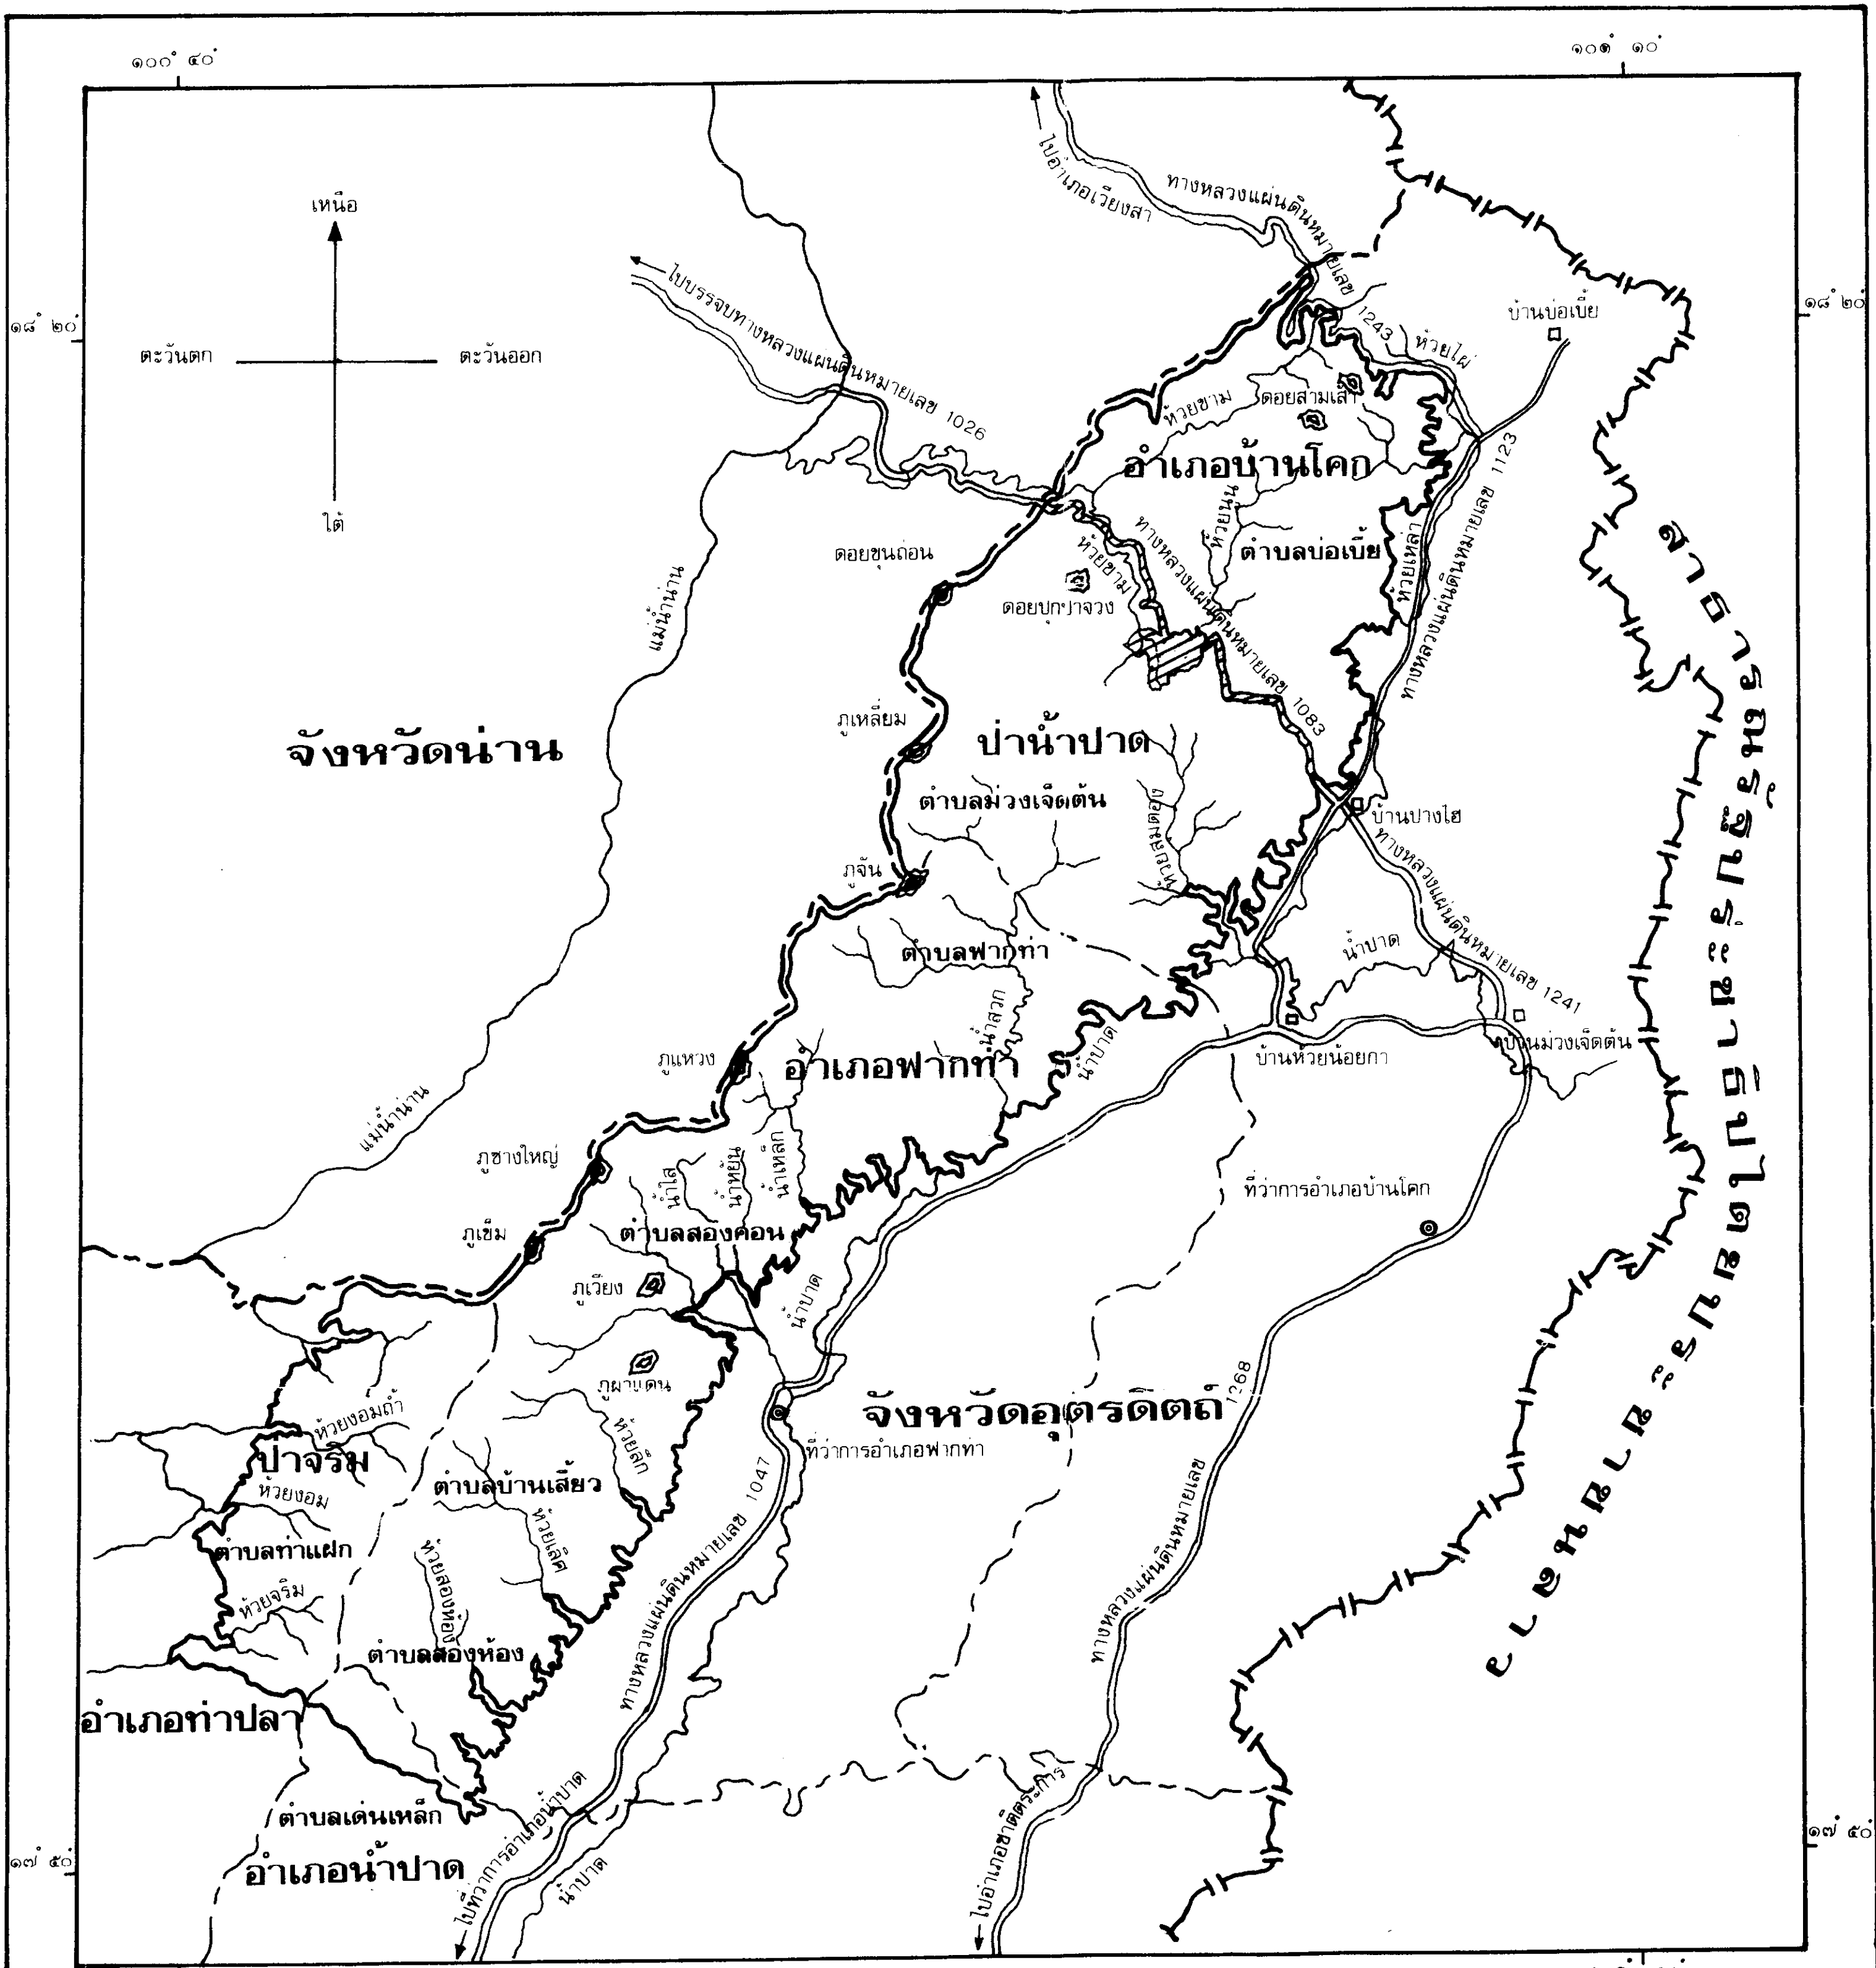 ๑๐๐° ๔๐'
๑๐๑° ๑๐'
เหนือ
ตะวันตก
ตะวันออก
ใต้
๑๘° ๒๐'
๑๘° ๒๐'
ไปอำเภอเวียงสา
ทางหลวงแผ่นดินหมายเลข 1243
ไปบรรจบทางหลวงแผ่นดินหมายเลข 1026
บ้านบ่อเบี้ย
ห้วยไผ่
ห้วยขาม
ดอยสามเส้า
อำเภอบ้านโคก
ทางหลวงแผ่นดินหมายเลข 1123
ห้วยนูน
ตำบลบ่อเบี้ย
ห้วยเหล่า
ดอยขุนถ่อน
ห้วยขาม
ทางหลวงแผ่นดินหมายเลข 1083
แม่น้ำน่าน
จังหวัดน่าน
ภูเหลี่ยม
ป่าน้ำปาด
ตำบลม่วงเจ็ดต้น
บ้านปางไฮ
ภูจัน
ทางหลวงแผ่นดินหมายเลข 1241
ตำบลฟากท่า
น้ำปาด
น้ำสวก
น้ำปาด
ภูแหวง
อำเภอฟากท่า
บ้านห้วยน้อยกา
บ้านม่วงเจ็ดต้น
แม่น้ำน่าน
ภูซางใหญ่
น้ำใส
น้ำหยัน
น้ำเหล็ก
ที่ว่าการอำเภอบ้านโคก
ภูเข็ม
ตำบลสองคอน
ภูเวียง
น้ำปาด
สาธารณรัฐประชาธิปไตยประชาชนลาว
ภูผาแดน
จังหวัดอุตรดิตถ์
1268
ห้วยงอมถ้ำ
ห้วยลึก
ที่ว่าการอำเภอฟากท่า
ป่าจริม
ตำบลบ้านเสี้ยว
ห้วยงอม
ทางหลวงแผ่นดินหมายเลข 1047
ทางหลวงแผ่นดินหมายเลข
ตำบลท่าแฝก
ห้วยเลิศ
ห้วยสองห้อง
ห้วยจริม
ตำบลสองห้อง
อำเภอท่าปลา
ตำบลเด่นเหล็ก
อำเภอน้ำปาด
ไปที่ว่าการอำเภอน้ำปาด
น้ำปาด
ไปอำเภอชาติตระการ
๑๗° ๕๐'
๑๗° ๕๐'